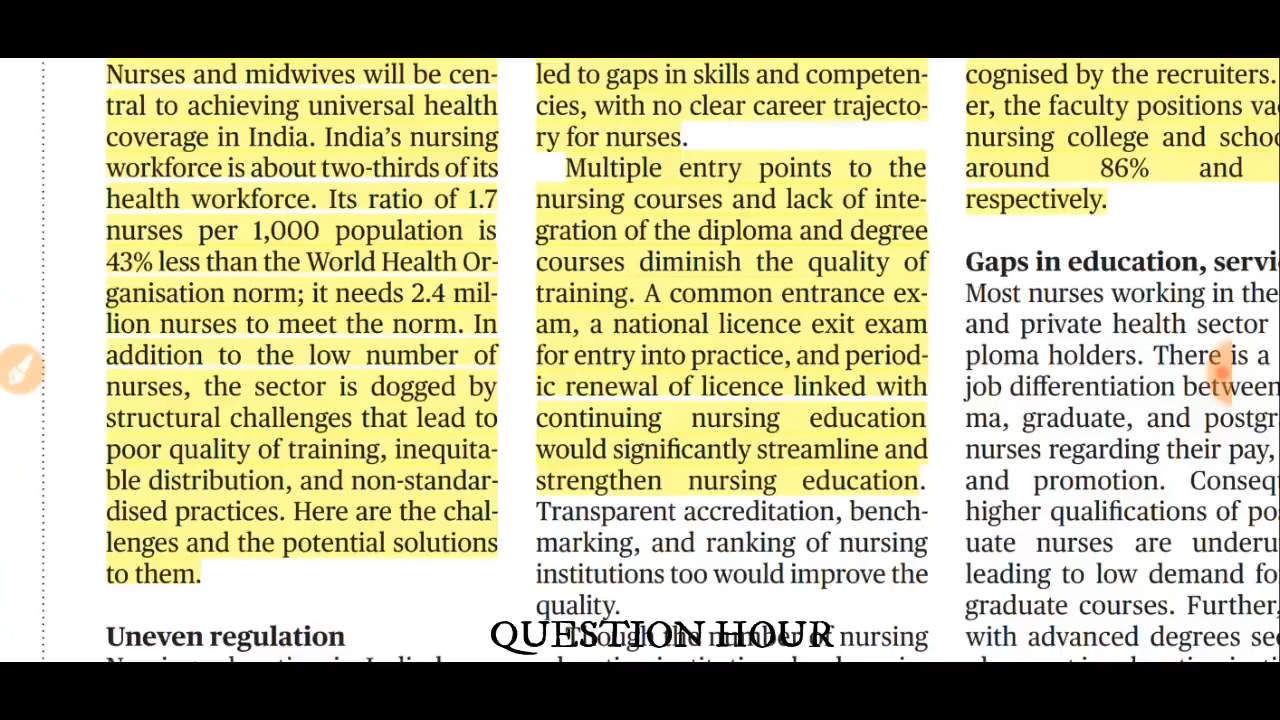 Nurses and midwives will be cen-
tral to achieving universal health
coverage in India. India's nursing
workforce is about two-thirds of its
health workforce. Its ratio of 1.7
nurses per 1,000 population is
43% less than the World Health Or-
ganisation norm; it needs 2.4 mil-
lion nurses to meet the norm. In
addition to the low number of
nurses, the sector is dogged by
structural challenges that lead to
poor quality of training, inequita-
ble distribution, and non-standar-
dised practices. Here are the chal-
lenges and the potential solutions
to them.
Uneven regulation
led to gaps in skills and competen-
cies, with no clear career trajecto-
ry for nurses.
Multiple entry points to the
nursing courses and lack of inte-
gration of the diploma and degree
courses diminish the quality of
training. A common entrance ex-
am, a national licence exit exam
for entry into practice, and period-
ic renewal of licence linked with
continuing nursing education
would significantly streamline and
strengthen nursing education.
Transparent accreditation, bench-
marking, and ranking of nursing
institutions too would improve the
quality.
Though the number of nursing
cognised by the recruiters.
er, the faculty positions va
nursing college and schoo
around 86% and
respectively.
Gaps in education, servi
Most nurses working in the
and private health sector
ploma holders. There is a
job differentiation between
ma, graduate, and postgr
nurses regarding their pay,
and promotion. Conseq
higher qualifications of po
uate nurses are underu
leading to low demand fo
graduate courses. Further,
with advanced degrees se
QUESTION HOUR